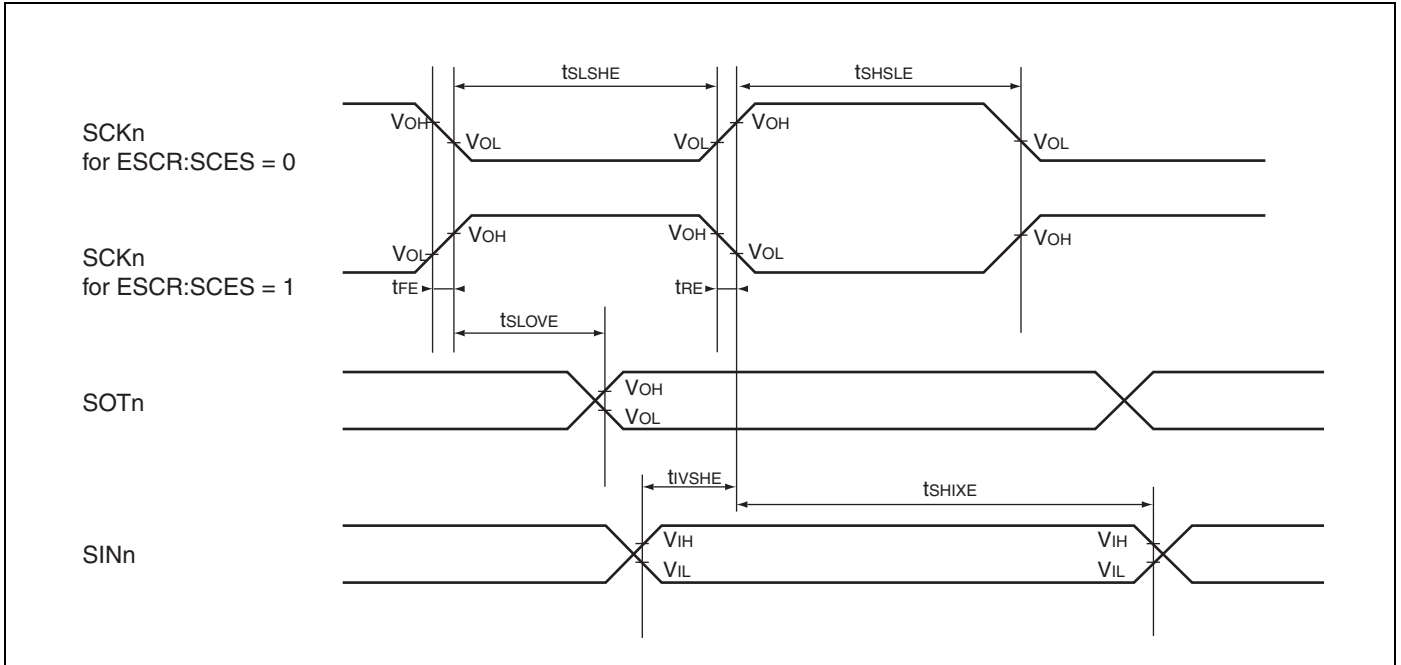 tSLSHE tSHSLE
SCKn
for ESCR:SCES = 0
VOH VOL VOL VOH VOL
SCKn
for ESCR:SCES = 1
VOL VOH VOH VOL VOH
tFE tRE
tSLOVE
SOTn
VOH
VOL
tIVSHE tSHIXE
SINn
VIH VIH
VIL VIL